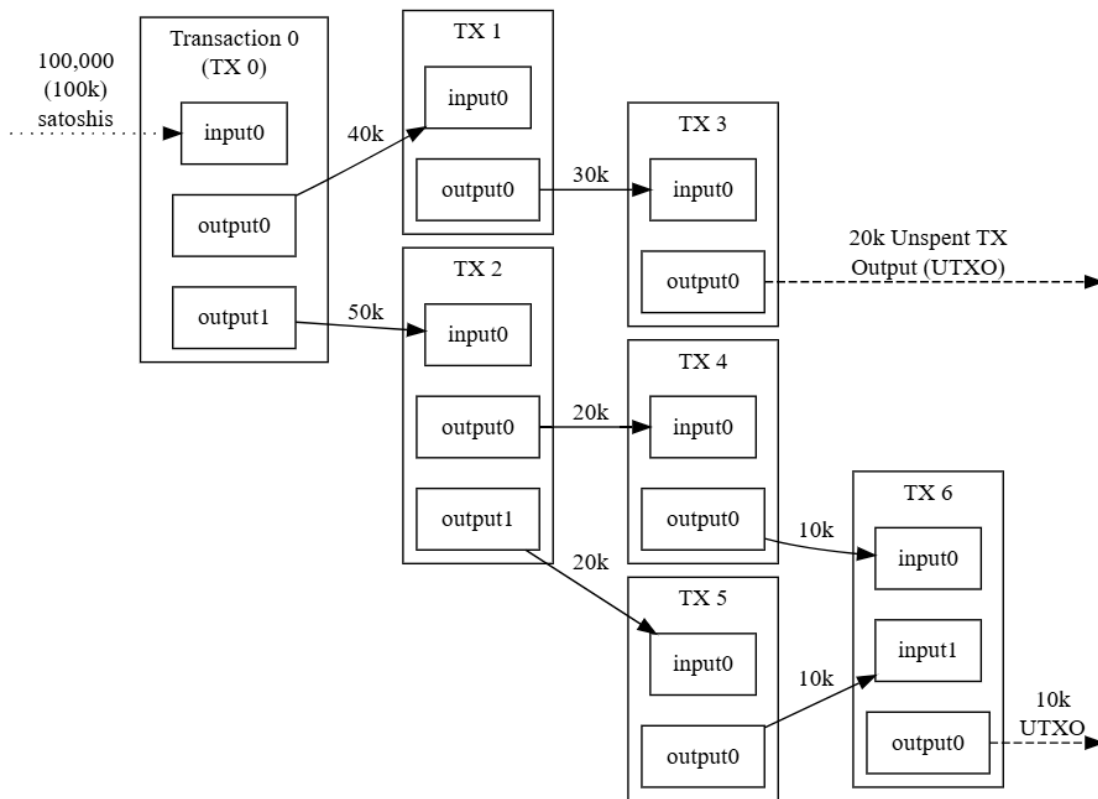 100,000
(100k)
satoshis
Transaction 0
(TX 0)
input0
output0
output1
40k
50k
TX 1
input0
output0
30k
TX 2
input0
output0
output1
20k
20k
TX 3
input0
output0
20k Unspent TX
Output (UTXO)
TX 4
input0
output0
10k
TX 5
input0
output0
10k
TX 6
input0
input1
output0
10k
UTXO